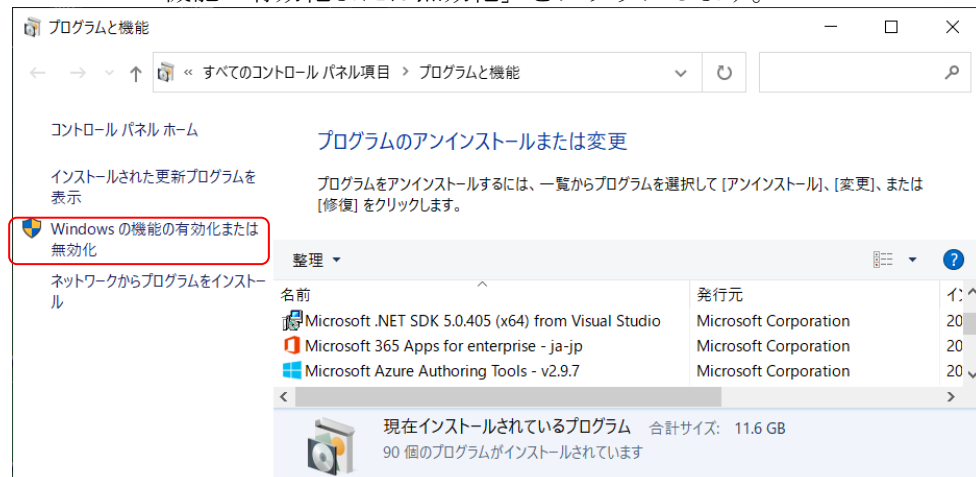 プログラムと機能
« すべてのコントロール パネル項目 > プログラムと機能
コントロール パネル ホーム
インストールされた更新プログラムを
表示
Windows の機能の有効化または
無効化
ネットワークからプログラムをインストー
ル
プログラムのアンインストールまたは変更
プログラムをアンインストールするには、一覧からプログラムを選択して [アンインストール]、[変更]、または
[修復] をクリックします。
整理
名前 発行元
Microsoft .NET SDK 5.0.405 (x64) from Visual Studio Microsoft Corporation 20
Microsoft 365 Apps for enterprise - ja-jp Microsoft Corporation 20
Microsoft Azure Authoring Tools - v2.9.7 Microsoft Corporation 20
現在インストールされているプログラム 合計サイズ: 11.6 GB
90 個のプログラムがインストールされています